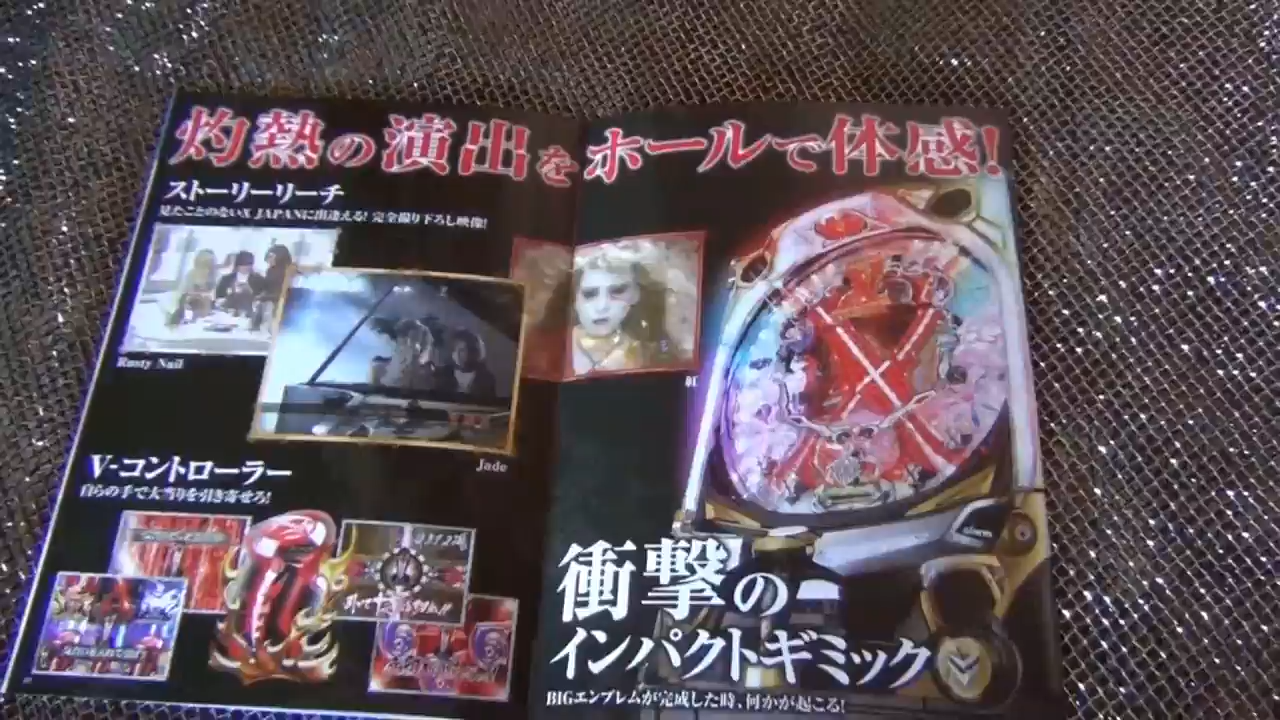 灼熱の演出をホールで体感!
ストーリーリーチ
見たことのないX JAPANに出逢える! 完全撮り下ろし映像!
Rusty Nail
Jade
V-コントローラー
自らの手で大当りを引き寄せろ!
衝撃の
インパクトギミック
BIGエンブレムが完成した時、何かが起こる!